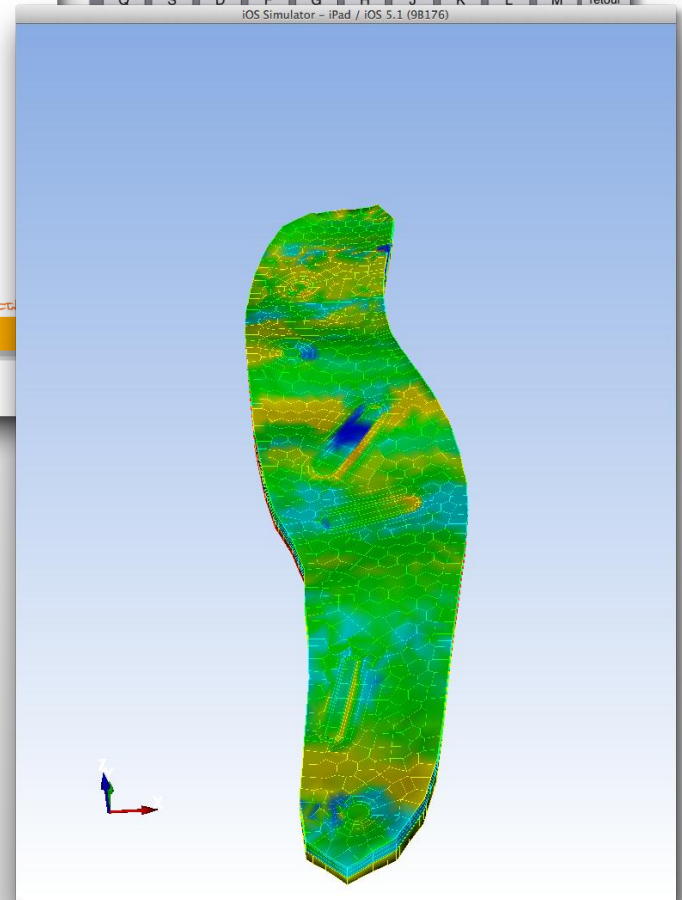 Q S D F G H J K L M retour
iOS Simulator – iPad / iOS 5.1 (9B176)
Z